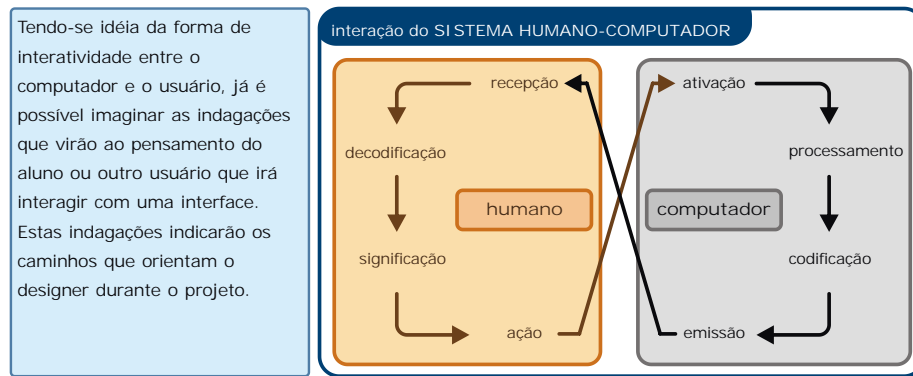 Tendo-se idéia da forma de
interatividade entre o
computador e o usuário, já é
possível imaginar as indagações
que virão ao pensamento do
aluno ou outro usuário que irá
interagir com uma interface.
Estas indagações indicarão os
caminhos que orientam o
designer durante o projeto.
interação do SISTEMA HUMANO-COMPUTADOR
recepção
decodificação
humano
significação
ação
ativação
processamento
computador
codificação
emissão